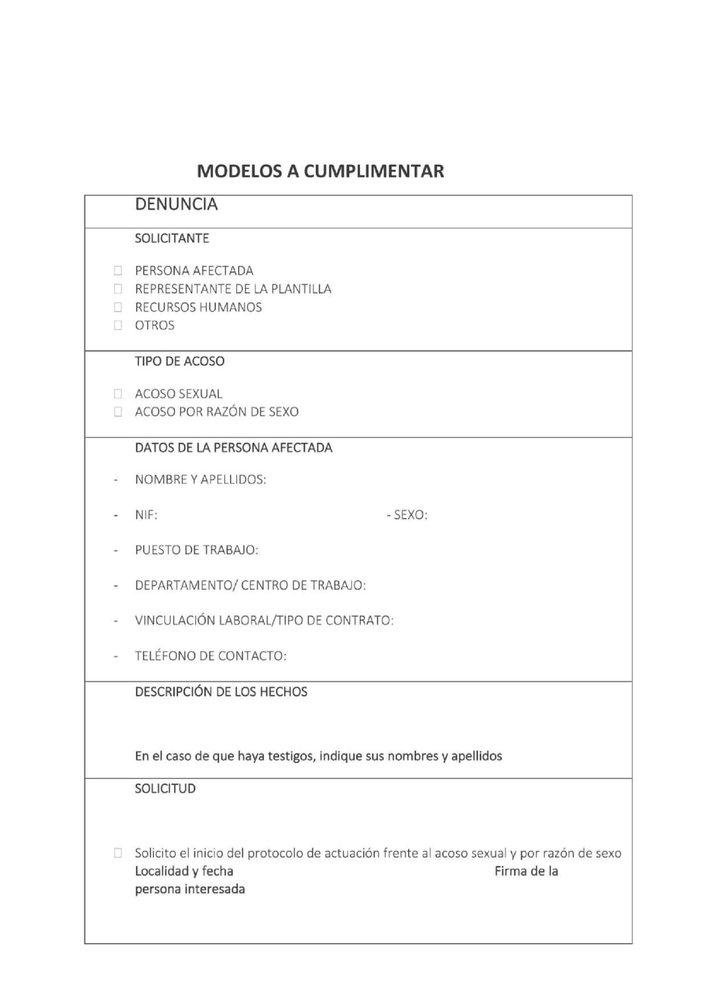 MODELOS A CUMPLIMENTAR
DENUNCIA
SOLICITANTE
□ PERSONA AFECTADA
□ REPRESENTANTE DE LA PLANTILLA
□ RECURSOS HUMANOS
□ OTROS
TIPO DE ACOSO
□ ACOSO SEXUAL
□ ACOSO POR RAZÓN DE SEXO
DATOS DE LA PERSONA AFECTADA
- NOMBRE Y APELLIDOS:
- NIF: - SEXO:
- PUESTO DE TRABAJO:
- DEPARTAMENTO/ CENTRO DE TRABAJO:
- VINCULACIÓN LABORAL/TIPO DE CONTRATO:
- TELÉFONO DE CONTACTO:
DESCRIPCIÓN DE LOS HECHOS
En el caso de que haya testigos, indique sus nombres y apellidos
SOLICITUD
□ Solicito el inicio del protocolo de actuación frente al acoso sexual y por razón de sexo
Localidad y fecha Firma de la
persona interesada